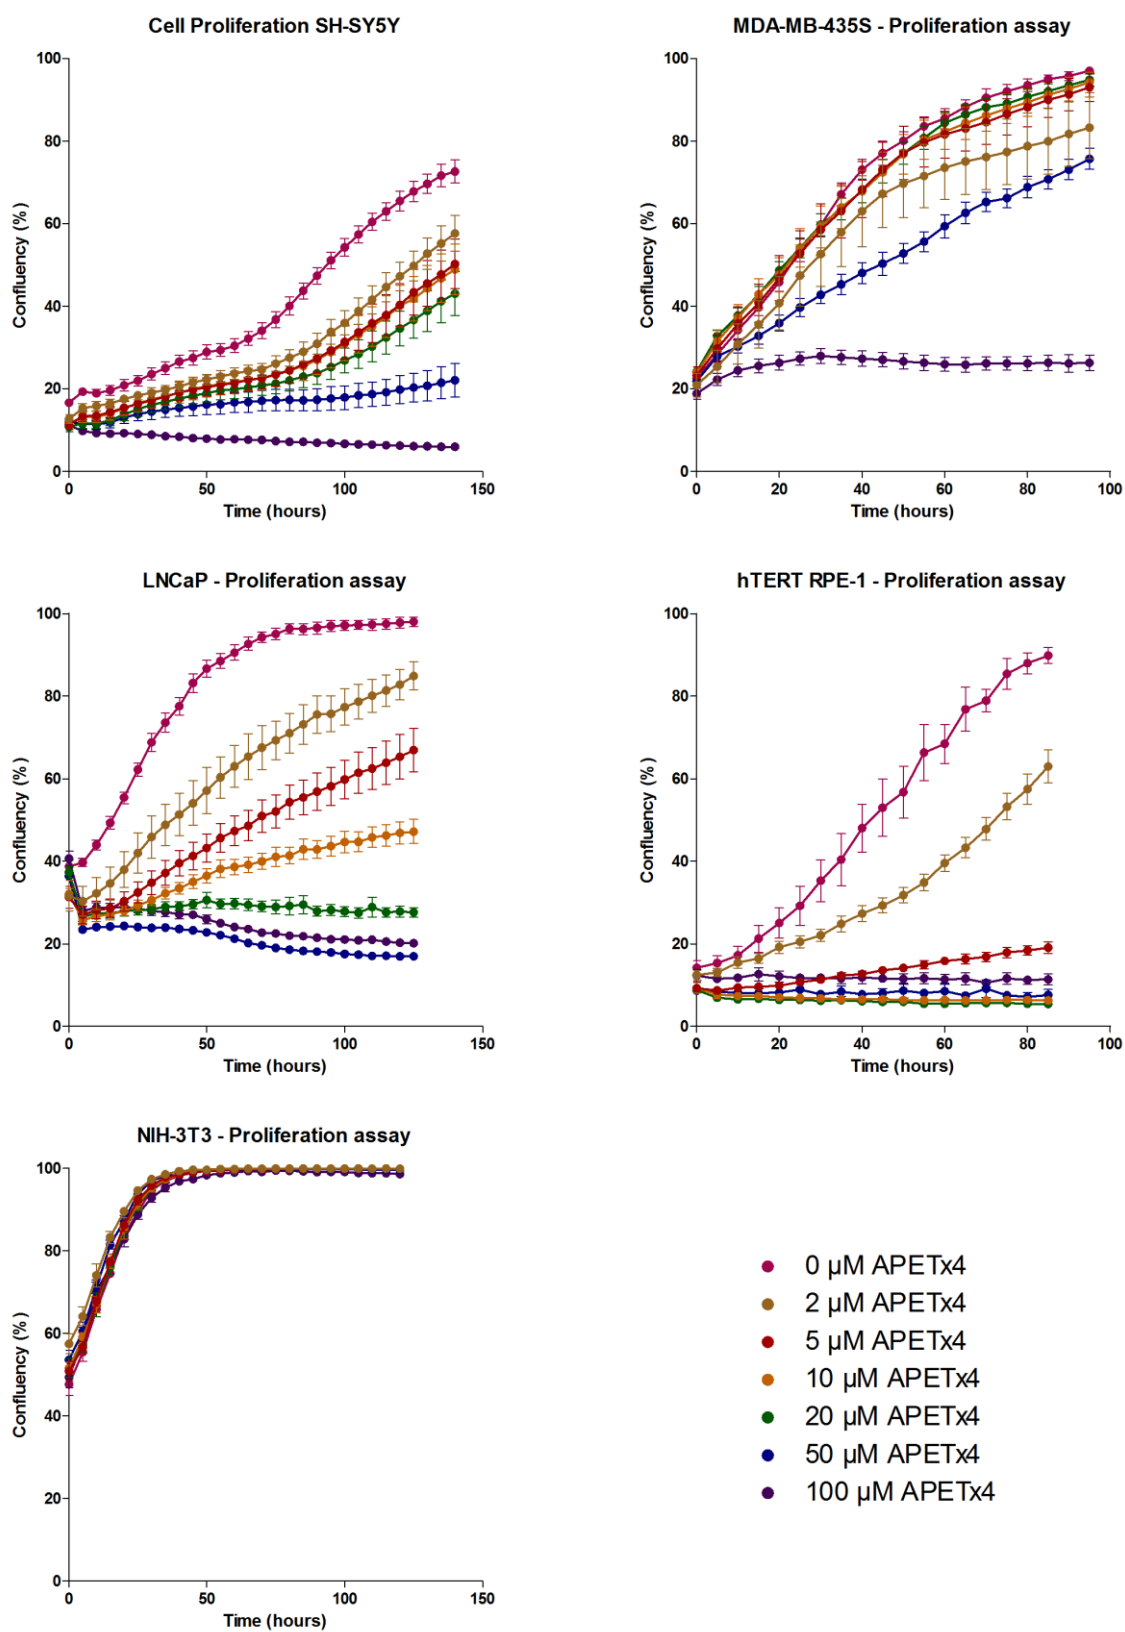 Cell Proliferation SH-SY5Y
Confluency (%)
100
80
60
40
20
0
0 50 100 150
Time (hours)
MDA-MB-435S - Proliferation assay
Confluency (%)
100
80
60
40
20
0
0 20 40 60 80 100
Time (hours)
LNCaP - Proliferation assay
Confluency (%)
100
80
60
40
20
0
0 50 100 150
Time (hours)
hTERT RPE-1 - Proliferation assay
Confluency (%)
100
80
60
40
20
0
0 20 40 60 80 100
Time (hours)
NIH-3T3 - Proliferation assay
Confluency (%)
100
80
60
40
20
0
0 50 100 150
Time (hours)
0 µM APETx4
2 µM APETx4
5 µM APETx4
10 µM APETx4
20 µM APETx4
50 µM APETx4
100 µM APETx4